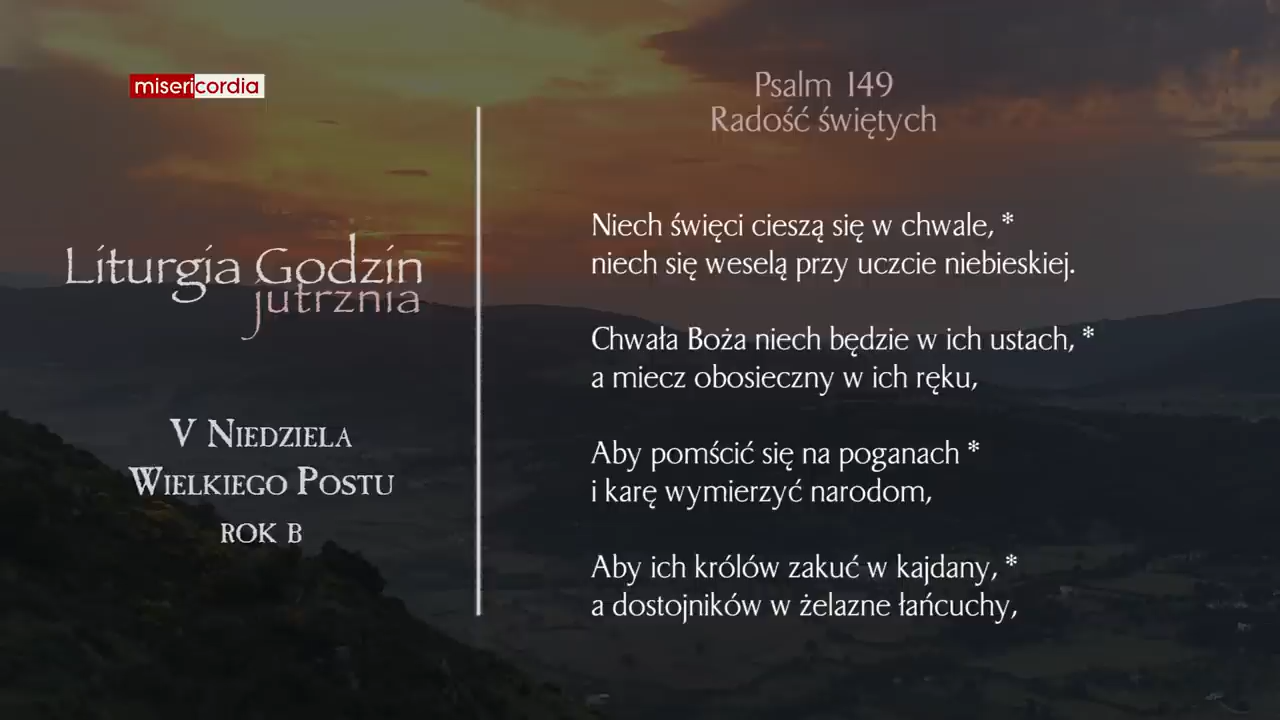 misericordia
Liturgia Godzin
jutrznia
V Niedziela
Wielkiego Postu
rok B
Psalm 149
Radość świętych
Niech święci cieszą się w chwale, *
niech się weselą przy uczcie niebieskiej.
Chwała Boża niech będzie w ich ustach, *
a miecz obosieczny w ich ręku,
Aby pomścić się na poganach *
i karę wymierzyć narodom,
Aby ich królów zakuć w kajdany, *
a dostojników w żelazne łańcuchy,